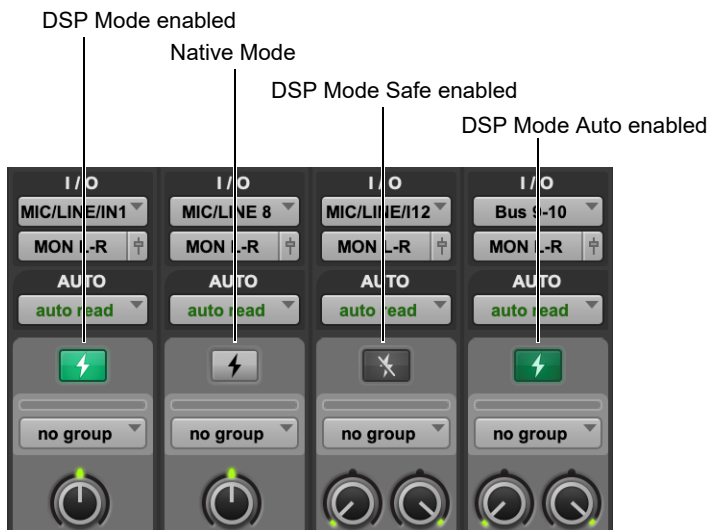 DSP Mode enabled
Native Mode
DSP Mode Safe enabled
DSP Mode Auto enabled
I/O I/O I/O I/O
MIC/LINE/IN1 MIC/LINE 8 MIC/LINE/I12 Bus 9-10
MON L-R MON L-R MON L-R MON L-R
AUTO AUTO AUTO AUTO
auto read auto read auto read auto read
no group no group no group no group